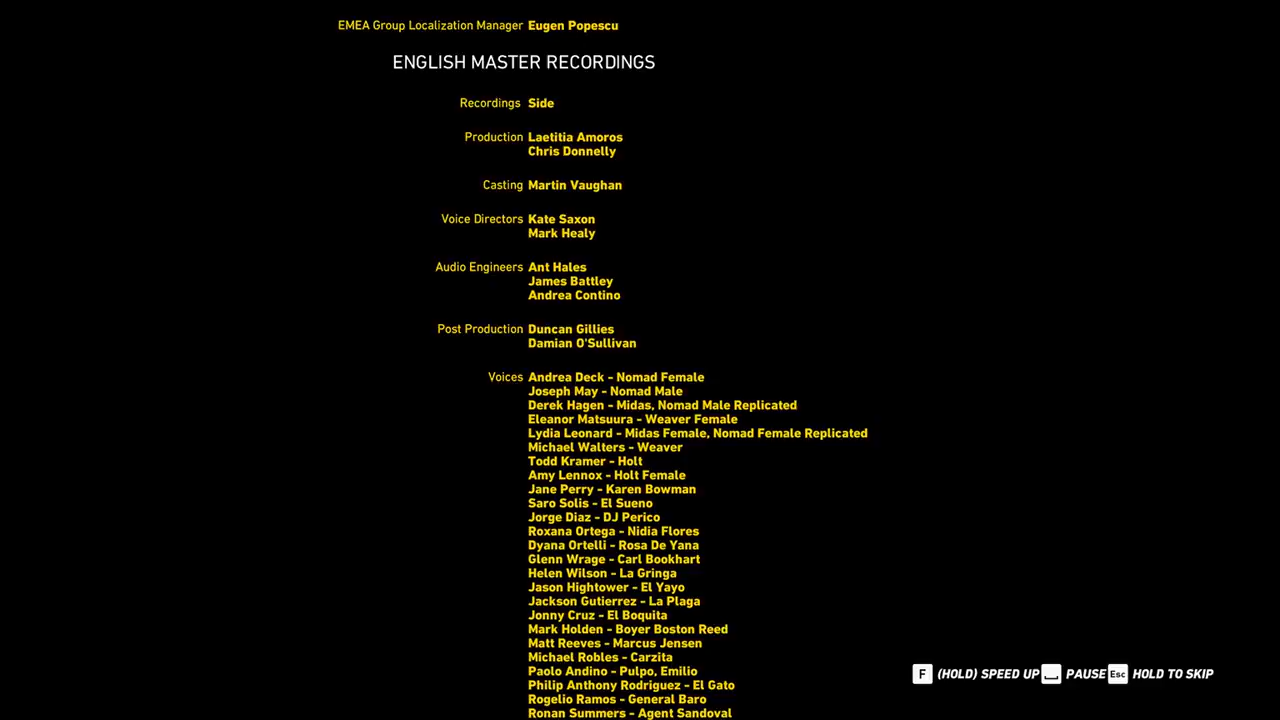 EMEA Group Localization Manager Eugen Popescu
ENGLISH MASTER RECORDINGS
Recordings Side
Production Laetitia Amoros
Chris Donnelly
Casting Martin Vaughan
Voice Directors Kate Saxon
Mark Healy
Audio Engineers Ant Hales
James Battley
Andrea Contino
Post Production Duncan Gillies
Damian O'Sullivan
Voices Andrea Deck - Nomad Female
Joseph May - Nomad Male
Derek Hagen - Midas, Nomad Male Replicated
Eleanor Matsuura - Weaver Female
Lydia Leonard - Midas Female, Nomad Female Replicated
Michael Walters - Weaver
Todd Kramer - Holt
Amy Lennox - Holt Female
Jane Perry - Karen Bowman
Saro Solis - El Sueno
Jorge Diaz - DJ Perico
Roxana Ortega - Nidia Flores
Dyana Ortelli - Rosa De Yana
Glenn Wrage - Carl Bookhart
Helen Wilson - La Gringa
Jason Hightower - El Yayo
Jackson Gutierrez - La Plaga
Jonny Cruz - El Boquita
Mark Holden - Boyer Boston Reed
Matt Reeves - Marcus Jensen
Michael Robles - Carzita
Paolo Andino - Pulpo, Emilio
Philip Anthony Rodriguez - El Gato
Rogelio Ramos - General Baro
Ronan Summers - Agent Sandoval
F (HOLD) SPEED UP PAUSE Esc HOLD TO SKIP